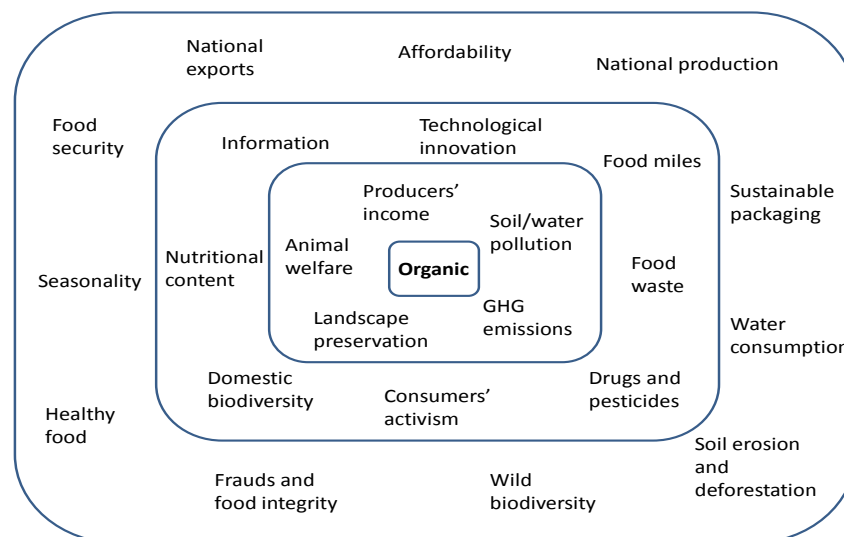 National
exports
Affordability
National production
Food
security
Information
Technological
innovation
Food miles
Sustainable
packaging
Producers’
income
Soil/water
pollution
Animal
welfare
Nutritional
content
Organic
Seasonality
Food
waste
Landscape
preservation
GHG
emissions
Water
consumption
Domestic
biodiversity
Consumers’
activism
Drugs and
pesticides
Healthy
food
Soil erosion
and
deforestation
Frauds and
food integrity
Wild
biodiversity